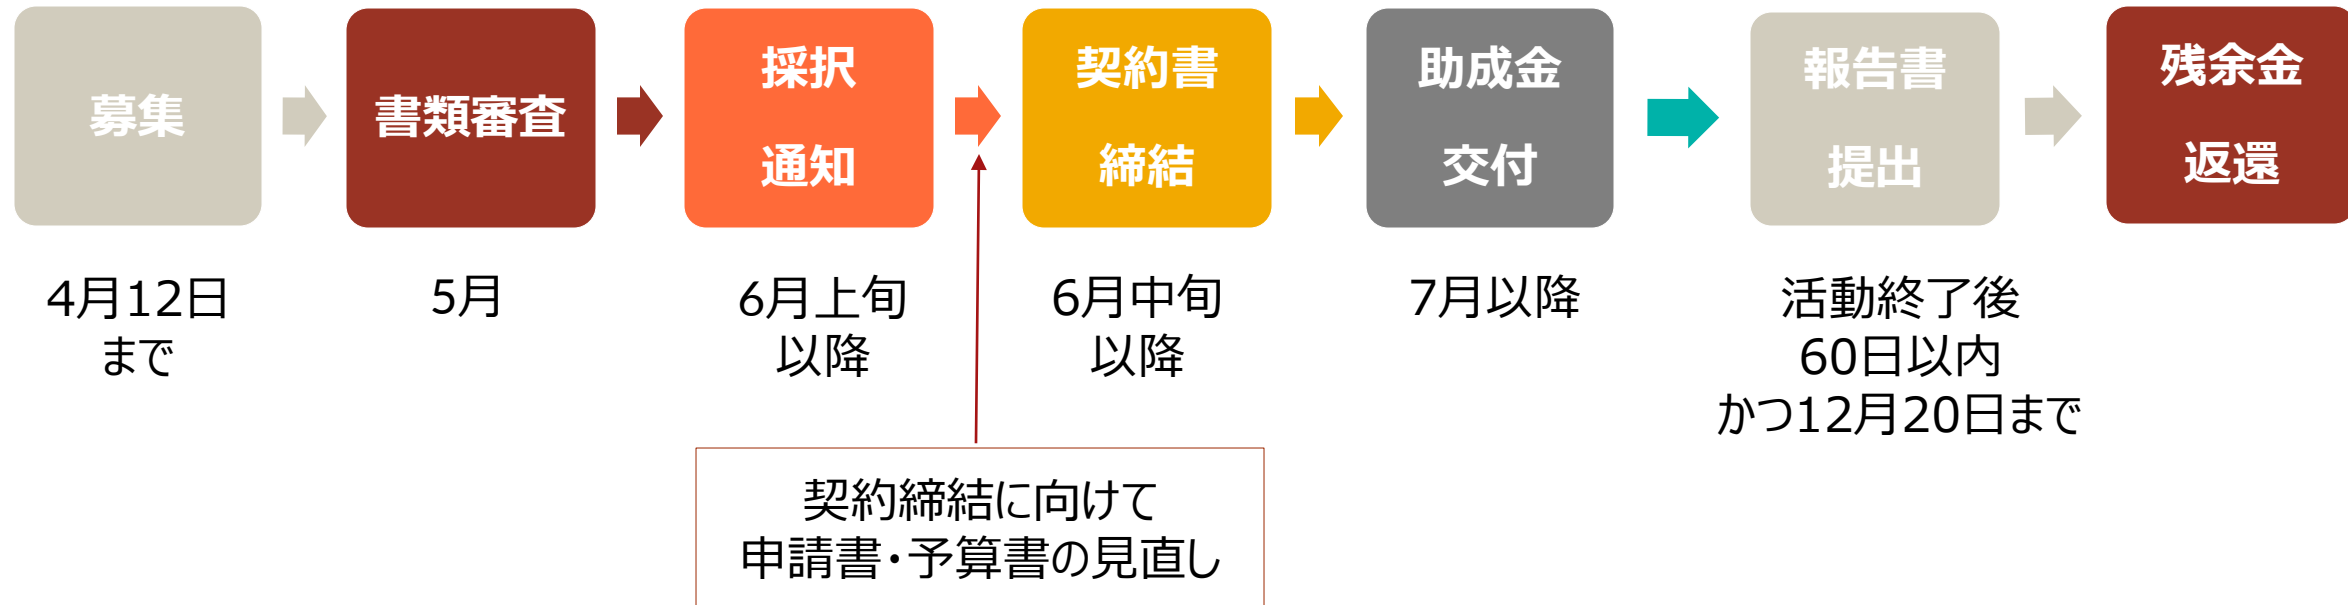 募集
書類審査
採択
通知
契約書
締結
助成金
交付
報告書
提出
残余金
返還
4月12日
まで
5月
6月上旬
以降
6月中旬
以降
7月以降
活動終了後
60日以内
かつ12月20日まで
契約締結に向けて
申請書・予算書の見直し